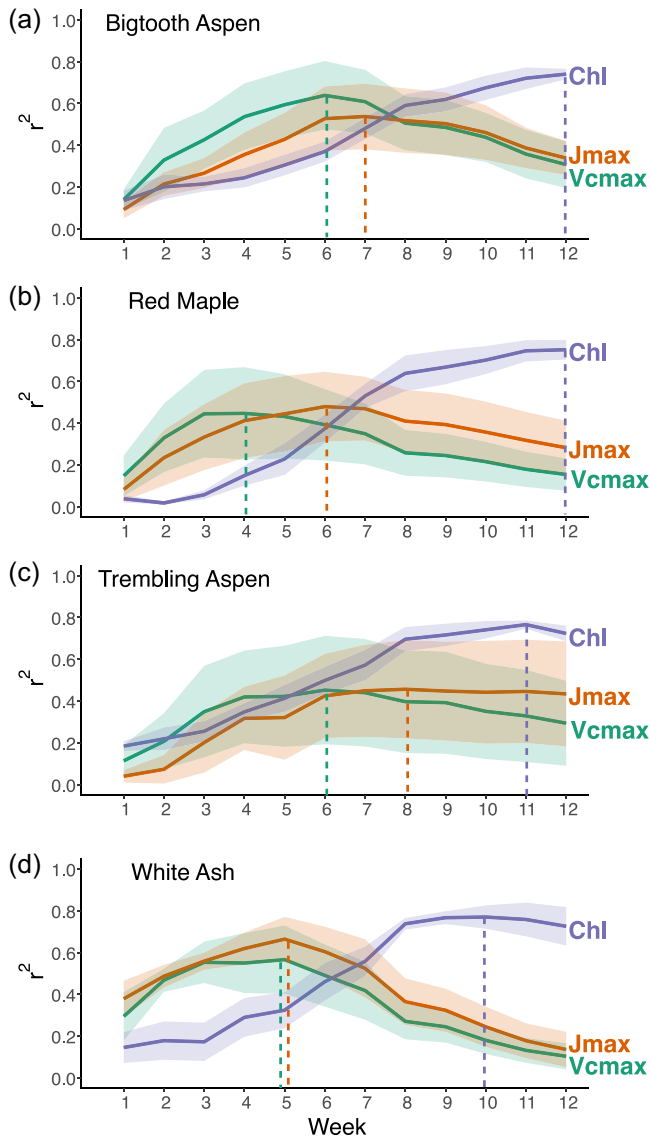 (a) Bigtooth Aspen
1.0
0.8
0.6
0.4
0.2
0.0
r²
Chl
Jmax
Vcmax
1 2 3 4 5 6 7 8 9 10 11 12
(b) Red Maple
1.0
0.8
0.6
0.4
0.2
0.0
r²
Chl
Jmax
Vcmax
1 2 3 4 5 6 7 8 9 10 11 12
(c) Trembling Aspen
1.0
0.8
0.6
0.4
0.2
0.0
r²
Chl
Jmax
Vcmax
1 2 3 4 5 6 7 8 9 10 11 12
(d) White Ash
1.0
0.8
0.6
0.4
0.2
0.0
r²
Chl
Jmax
Vcmax
1 2 3 4 5 6 7 8 9 10 11 12
Week